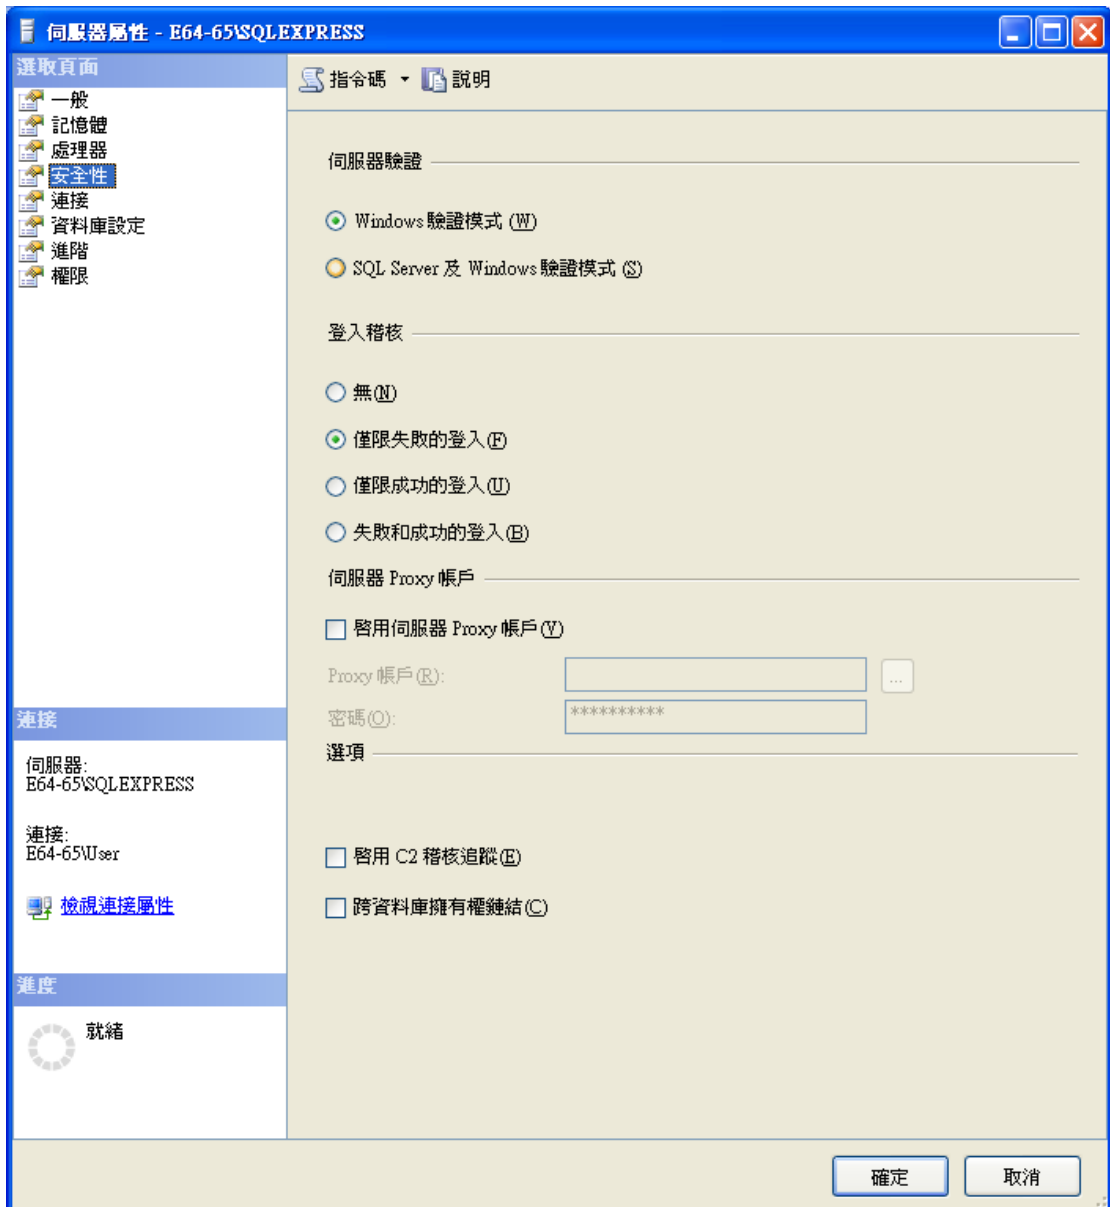 伺服器屬性 - E64-65\SQLEXPRESS
選取頁面
一般
記憶體
處理器
安全性
連接
資料庫設定
進階
權限
連接
伺服器:
E64-65\SQLEXPRESS
連接:
E64-65\User
檢視連接屬性
進度
就緒
指令碼 說明
伺服器驗證
Windows 驗證模式 (W)
SQL Server 及 Windows 驗證模式 (S)
登入稽核
無(N)
僅限失敗的登入(F)
僅限成功的登入(U)
失敗和成功的登入(B)
伺服器 Proxy 帳戶
啓用伺服器 Proxy 帳戶(Y)
Proxy 帳戶(R):
...
密碼(O):
**********
選項
啓用 C2 稽核追蹤(E)
跨資料庫擁有權鏈結(C)
確定 取消